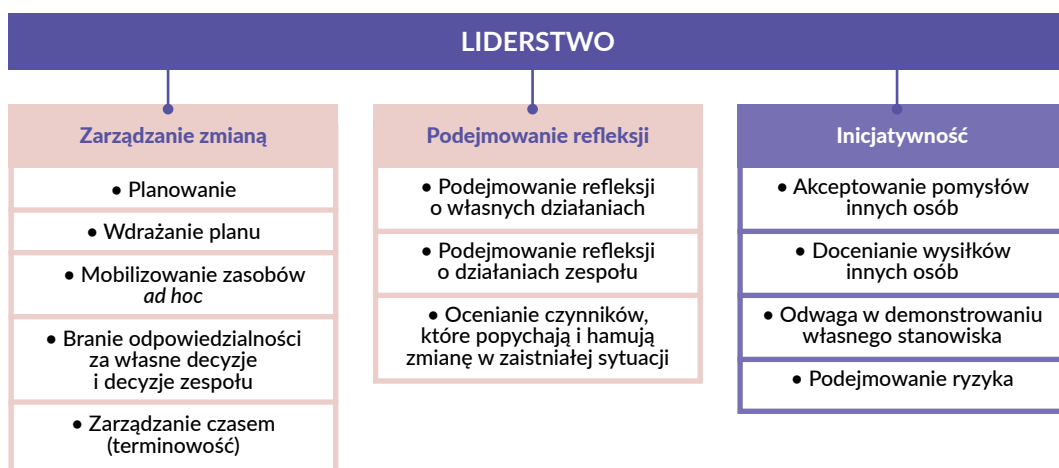 LIDERSTWO
Zarządzanie zmianą
• Planowanie
• Wdrażanie planu
• Mobilizowanie zasobów
ad hoc
• Branie odpowiedzialności
za własne decyzje
i decyzje zespołu
• Zarządzanie czasem
(terminowość)
Podejmowanie refleksji
• Podejmowanie refleksji
o własnych działaniach
• Podejmowanie refleksji
o działaniach zespołu
• Ocenianie czynników,
które popychają i hamują
zmianę w zaistniałej sytuacji
Inicjatywność
• Akceptowanie pomysłów
innych osób
• Docenianie wysiłków
innych osób
• Odwaga w demonstrowaniu
własnego stanowiska
• Podejmowanie ryzyka